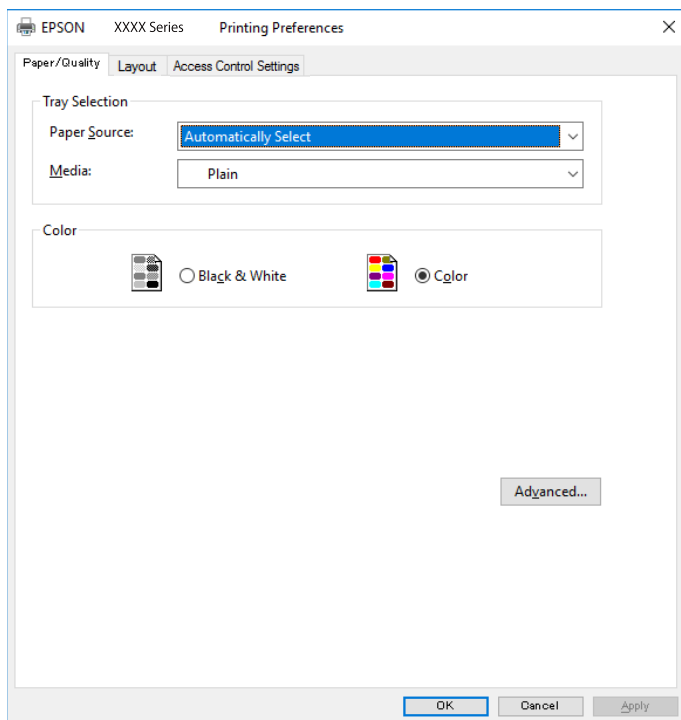 EPSON XXXX Series Printing Preferences
Paper/Quality Layout Access Control Settings
Tray Selection
Paper Source: Automatically Select
Media: Plain
Color
Black & White Color
Advanced...
OK Cancel Apply